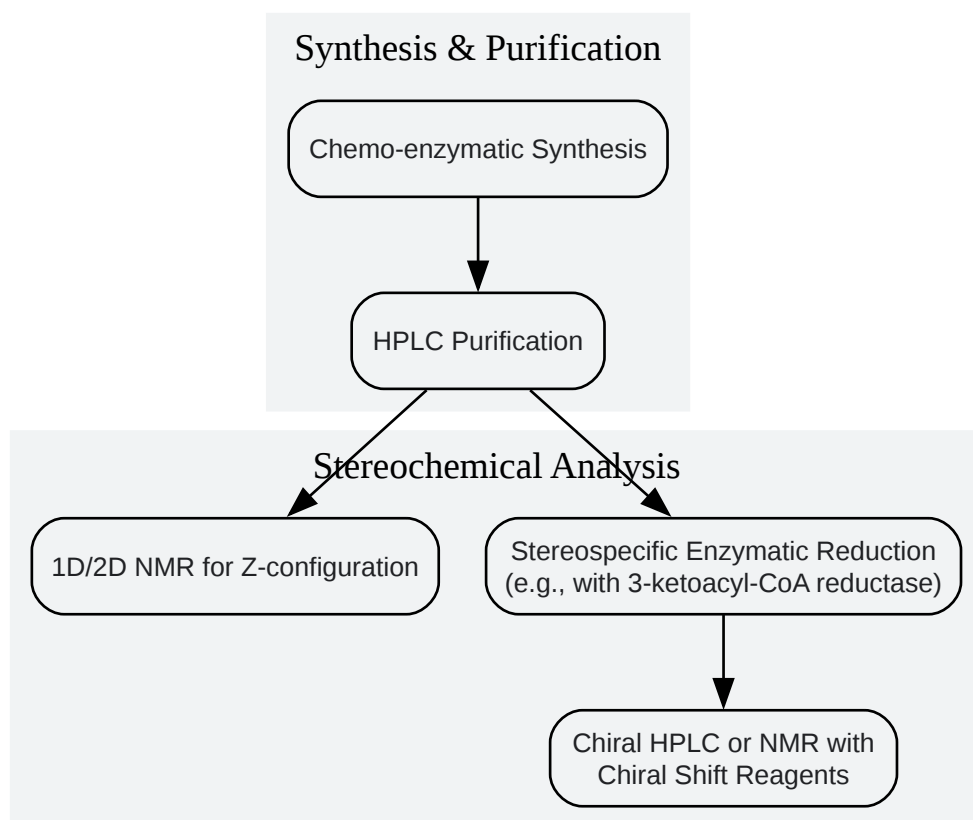 Synthesis & Purification
Chemo-enzymatic Synthesis
HPLC Purification
Stereochemical Analysis
1D/2D NMR for Z-configuration
Stereospecific Enzymatic Reduction
(e.g., with 3-ketoacyl-CoA reductase)
Chiral HPLC or NMR with
Chiral Shift Reagents